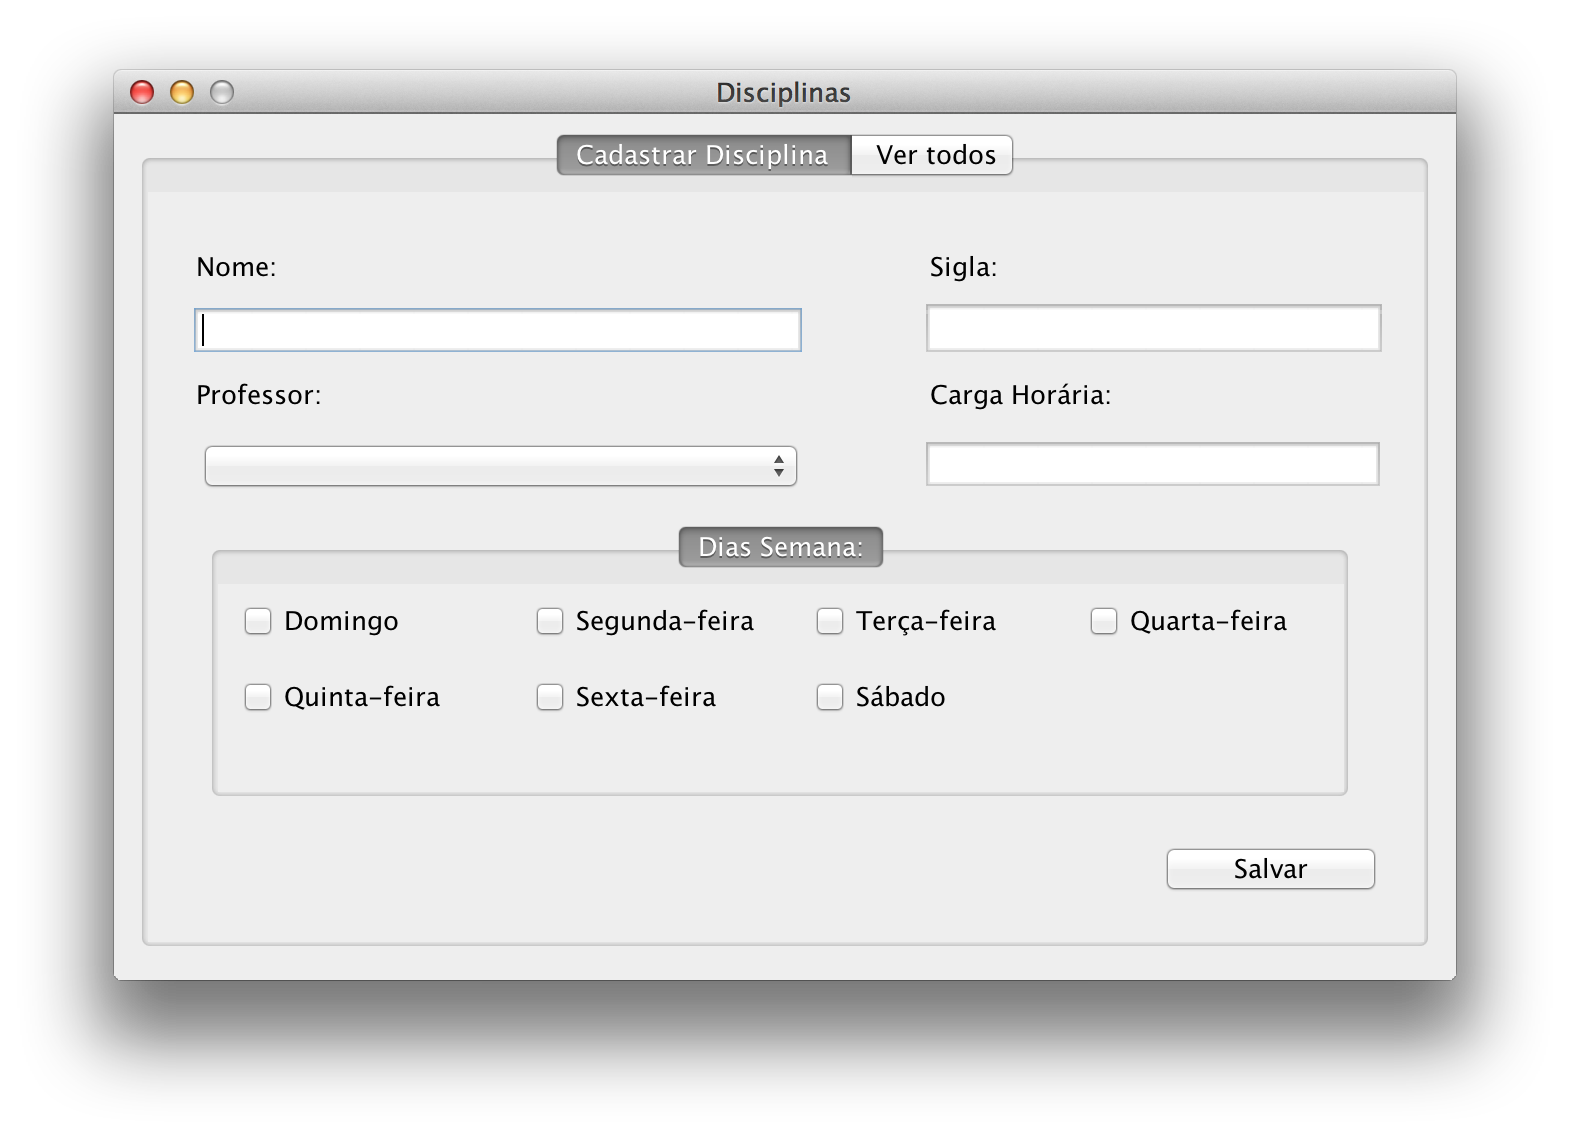 Disciplinas
Cadastrar Disciplina Ver todos
Nome: Sigla:
Professor: Carga Horária:
Dias Semana:
Domingo Segunda-feira Terça-feira Quarta-feira
Quinta-feira Sexta-feira Sábado
Salvar